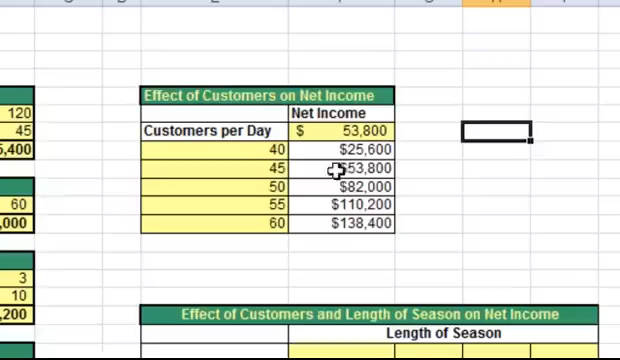 Effect of Customers on Net Income
120 Net Income
45 Customers per Day $ 53,800
5,400 40 $25,600
45 $53,800
50 $82,000
60 55 $110,200
,000 60 $138,400
3
10
,200 Effect of Customers and Length of Season on Net Income
Length of Season